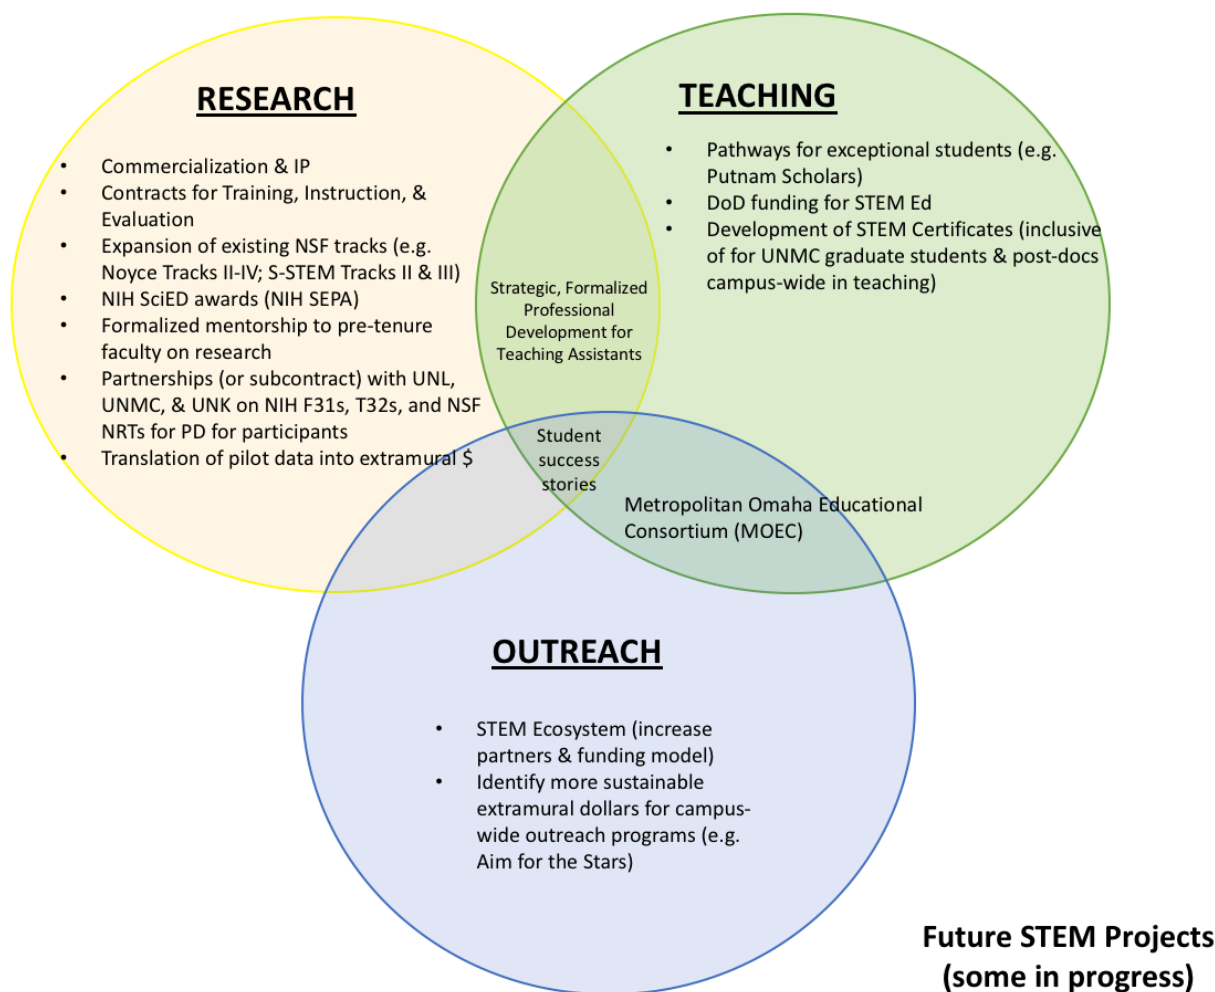 RESEARCH
• Commercialization & IP
• Contracts for Training, Instruction, &
Evaluation
• Expansion of existing NSF tracks (e.g.
Noyce Tracks II-IV; S-STEM Tracks II & III)
• NIH SciED awards (NIH SEPA)
• Formalized mentorship to pre-tenure
faculty on research
• Partnerships (or subcontract) with UNL,
UNMC, & UNK on NIH F31s, T32s, and NSF
NRTs for PD for participants
• Translation of pilot data into extramural $
TEACHING
• Pathways for exceptional students (e.g.
Putnam Scholars)
• DoD funding for STEM Ed
• Development of STEM Certificates (inclusive
of for UNMC graduate students & post-docs
campus-wide in teaching)
Strategic, Formalized
Professional
Development for
Teaching Assistants
Student
success
stories
Metropolitan Omaha Educational
Consortium (MOEC)
OUTREACH
• STEM Ecosystem (increase
partners & funding model)
• Identify more sustainable
extramural dollars for campus-
wide outreach programs (e.g.
Aim for the Stars)
Future STEM Projects
(some in progress)